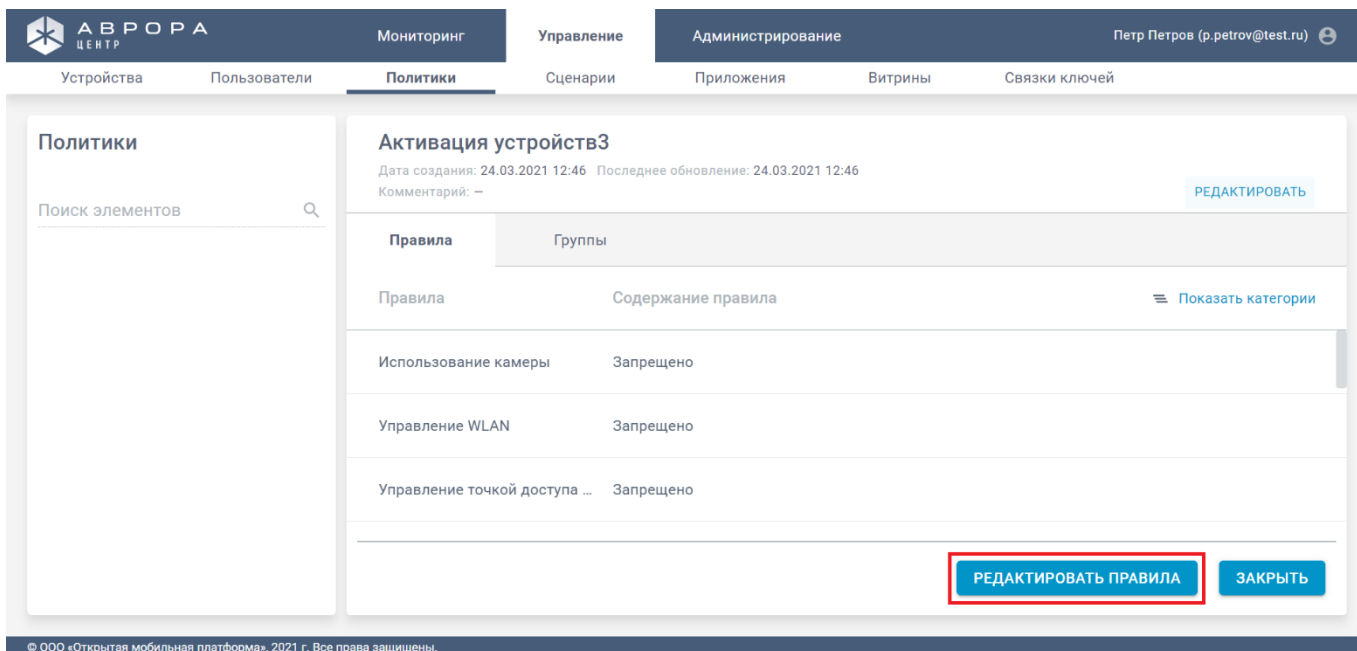 АВРОРА
ЦЕНТР
Мониторинг Управление Администрирование Петр Петров (p.petrov@test.ru)
Устройства Пользователи Политики Сценарии Приложения Витрины Связки ключей
Политики
Поиск элементов
Активация устройств3
Дата создания: 24.03.2021 12:46 Последнее обновление: 24.03.2021 12:46
Комментарий: —
РЕДАКТИРОВАТЬ
Правила Группы
Правила Содержание правила Показать категории
Использование камеры Запрещено
Управление WLAN Запрещено
Управление точкой доступа ... Запрещено
РЕДАКТИРОВАТЬ ПРАВИЛА ЗАКРЫТЬ
© ООО «Открытая мобильная платформа», 2021 г. Все права защищены.